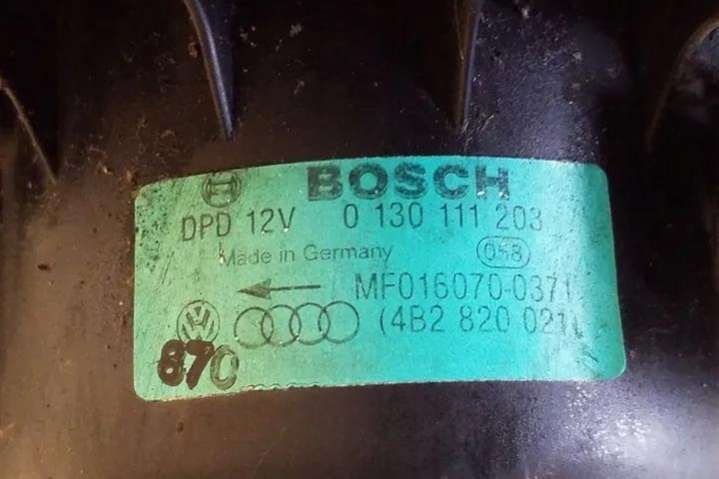 BOSCH
DPD 12V 0 130 111 203
Made in Germany 058
MF016070-0371
(4B2 820 021)
870